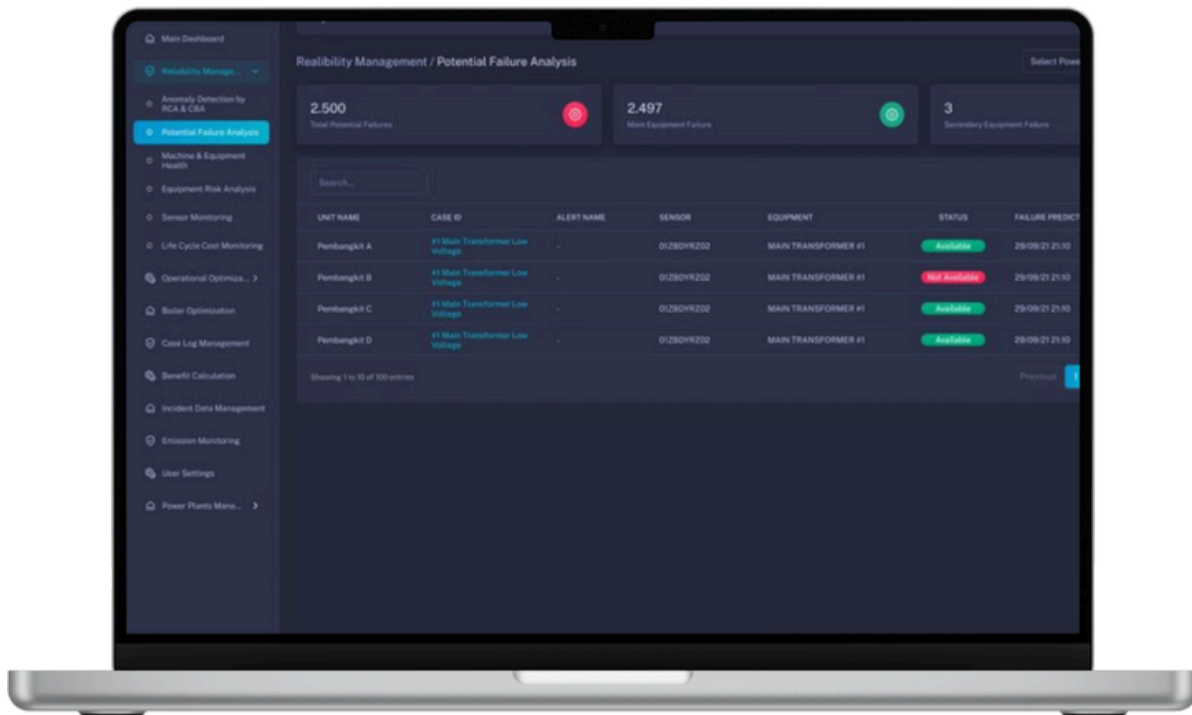 Main Dashboard
Reliability Manage...
Anomaly Detection by
RCA & CBA
Potential Failure Analysis
Machine & Equipment
Health
Equipment Risk Analysis
Sensor Monitoring
Life Cycle Cost Monitoring
Operational Optimiza...
Boiler Optimization
Case Log Management
Benefit Calculation
Incident Data Management
Emission Monitoring
User Settings
Power Plants Mana...
Realibility Management / Potential Failure Analysis
Select Powe
2.500
Total Potential Failures
2.497
Main Equipment Failure
3
Secondary Equipment Failure
Search...
UNIT NAME CASE ID ALERT NAME SENSOR EQUIPMENT STATUS FAILURE PREDICT
Pembangkit A #1 Main Transformer Low Voltage - 01ZBDYRZ02 MAIN TRANSFORMER #1 Available 29/09/21 21:10
Pembangkit B #1 Main Transformer Low Voltage - 01ZBDYRZ02 MAIN TRANSFORMER #1 Not Available 29/09/21 21:10
Pembangkit C #1 Main Transformer Low Voltage - 01ZBDYRZ02 MAIN TRANSFORMER #1 Available 29/09/21 21:10
Pembangkit D #1 Main Transformer Low Voltage - 01ZBDYRZ02 MAIN TRANSFORMER #1 Available 29/09/21 21:10
Showing 1 to 10 of 100 entries
Previous 1